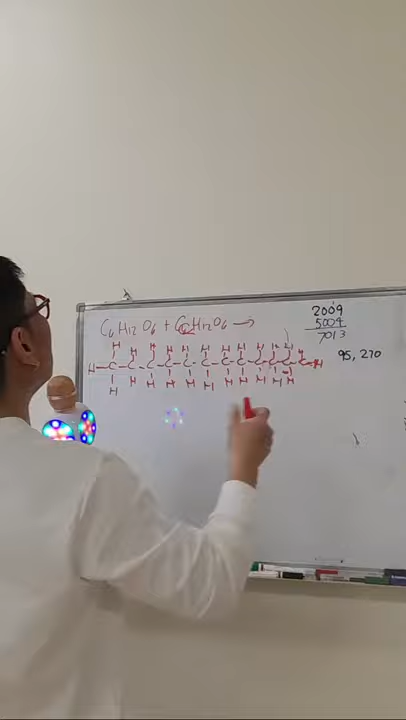 C6H12O6 + C6H12O6 →
H H H H H H H H H H H H
H-C-C-C-C-C-C-C-C-C-C-C-C-H
H H H H H H H H H H H
2009
5004
7013
95, 270